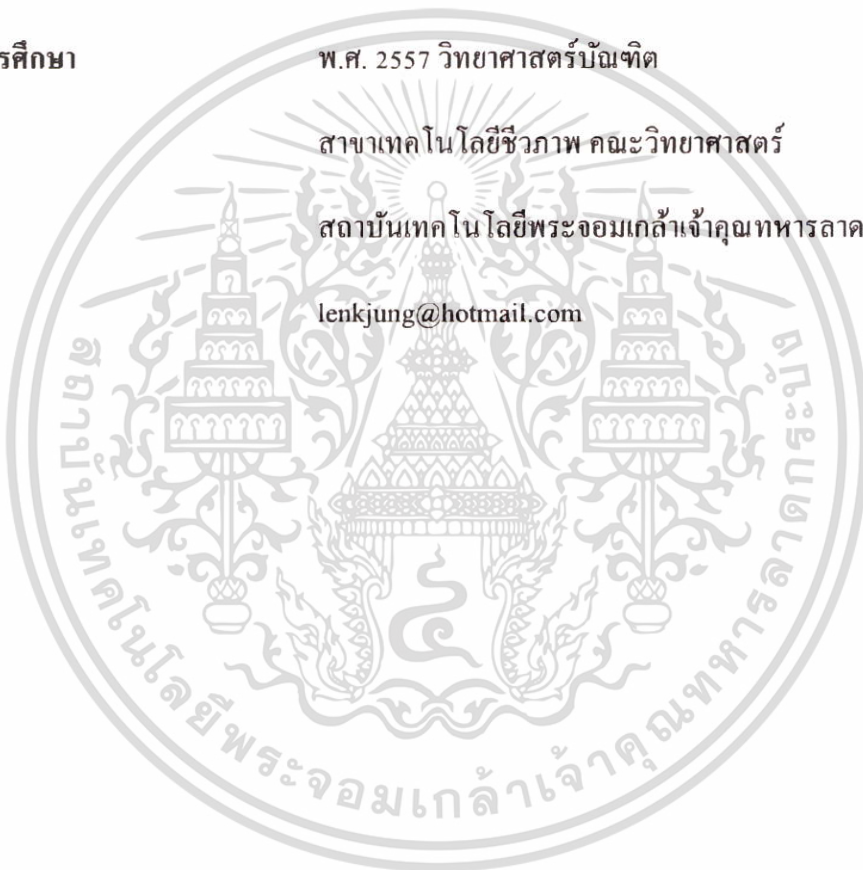 รศึกษา พ.ศ. 2557 วิทยาศาสตร์บัณฑิต
สาขาเทคโนโลยีชีวภาพ คณะวิทยาศาสตร์
สถาบันเทคโนโลยีพระจอมเกล้าเจ้าคุณทหารลาด
lenkjung@hotmail.com
สถาบันเทคโนโลยีพระจอมเกล้าเจ้าคุณทหารลาดกระบัง